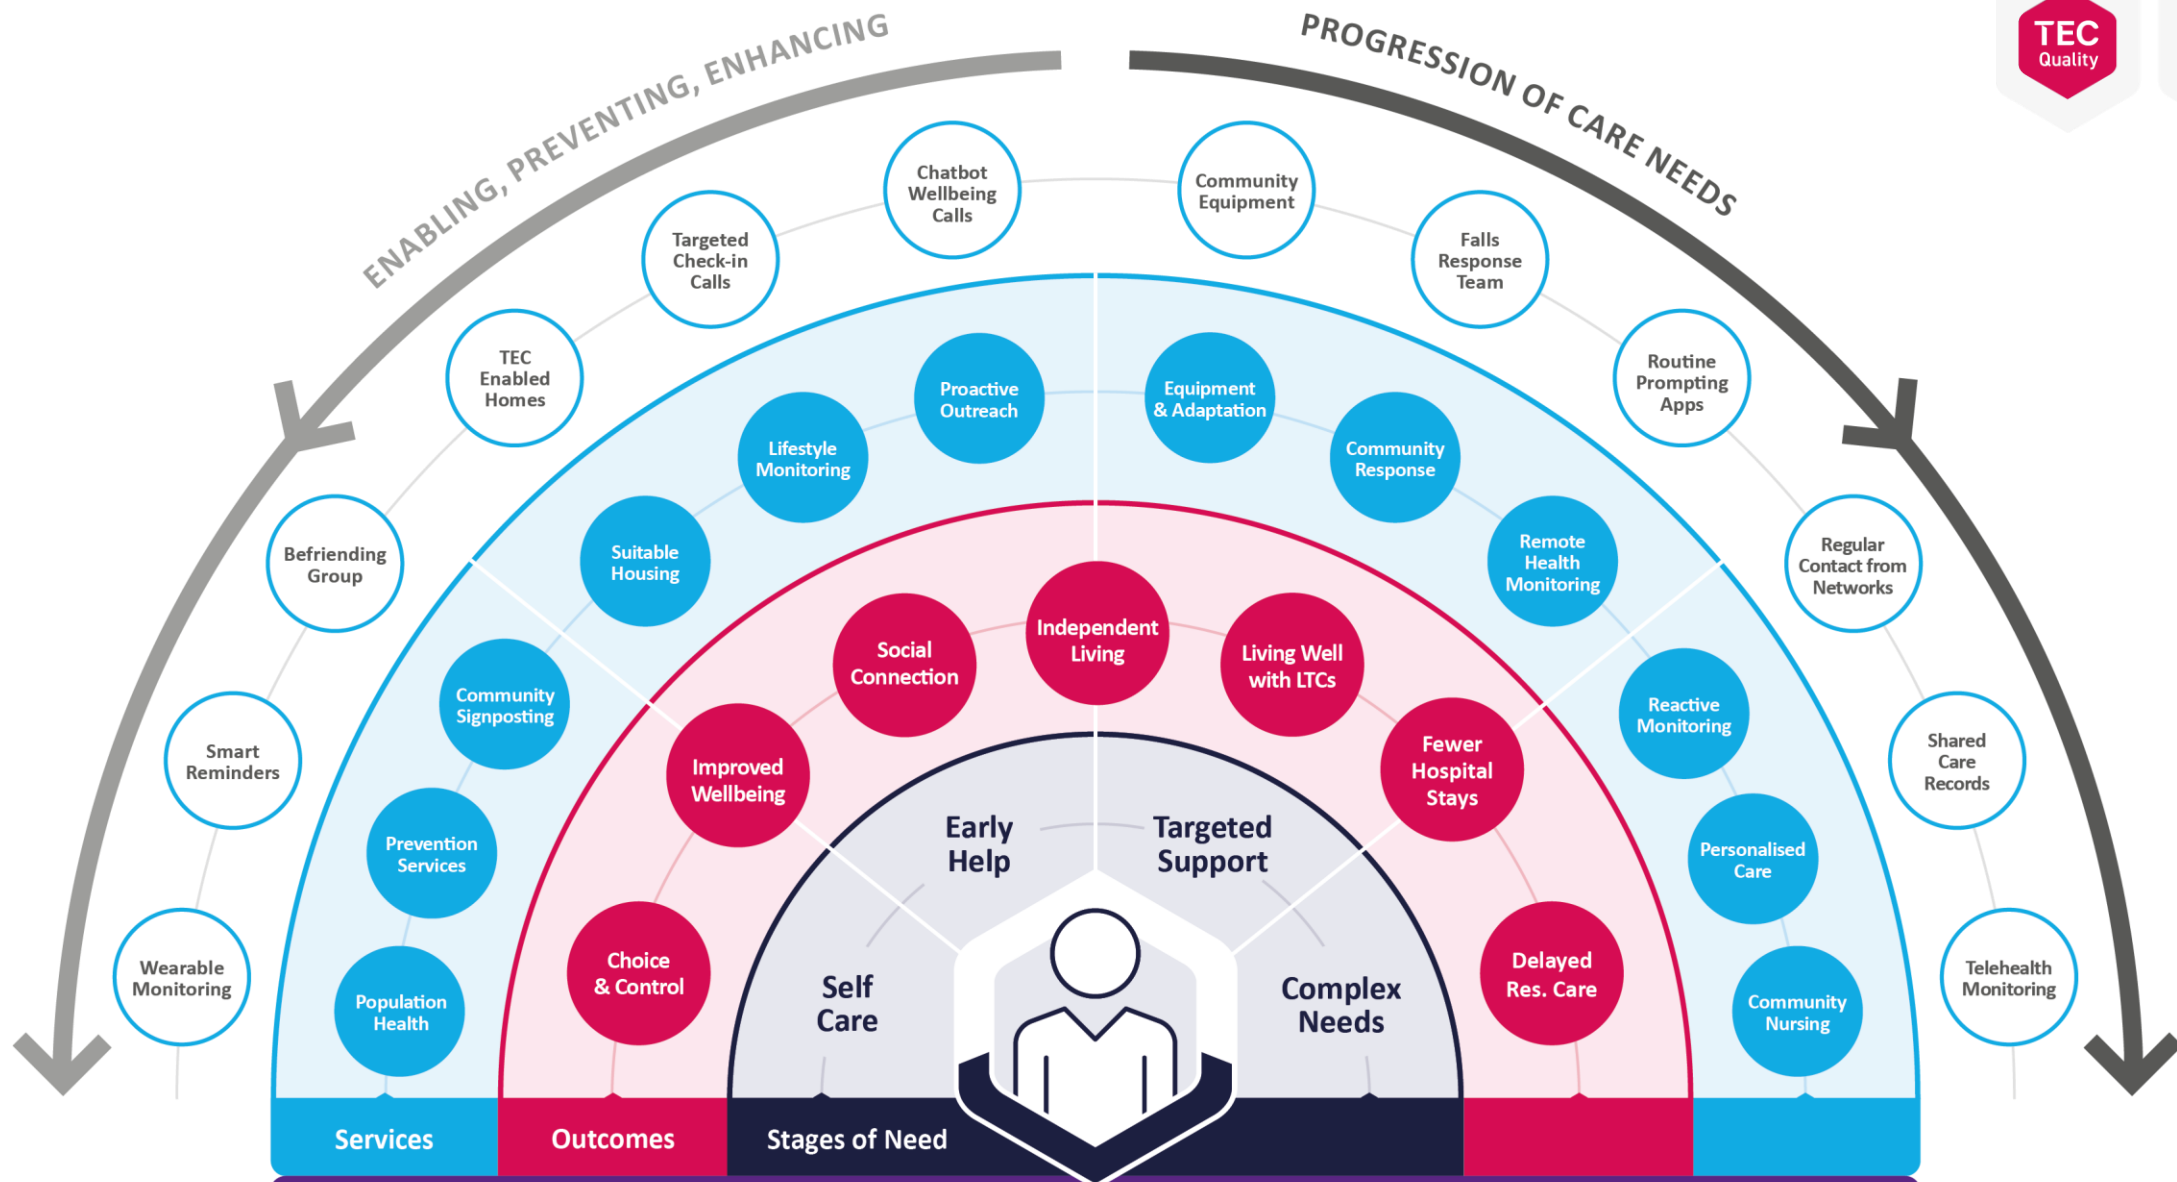 ENABLING, PREVENTING, ENHANCING
PROGRESSION OF CARE NEEDS
TEC
Quality
Chatbot
Wellbeing
Calls
Community
Equipment
Targeted
Check-in
Calls
Falls
Response
Team
TEC
Enabled
Homes
Routine
Prompting
Apps
Befriending
Group
Regular
Contact from
Networks
Smart
Reminders
Shared
Care
Records
Wearable
Monitoring
Telehealth
Monitoring
Proactive
Outreach
Equipment
& Adaptation
Lifestyle
Monitoring
Community
Response
Suitable
Housing
Remote
Health
Monitoring
Community
Signposting
Reactive
Monitoring
Prevention
Services
Personalised
Care
Population
Health
Community
Nursing
Independent
Living
Social
Connection
Living Well
with LTCs
Improved
Wellbeing
Fewer
Hospital
Stays
Choice
& Control
Delayed
Res. Care
Early
Help
Targeted
Support
Self
Care
Complex
Needs
Services
Outcomes
Stages of Need